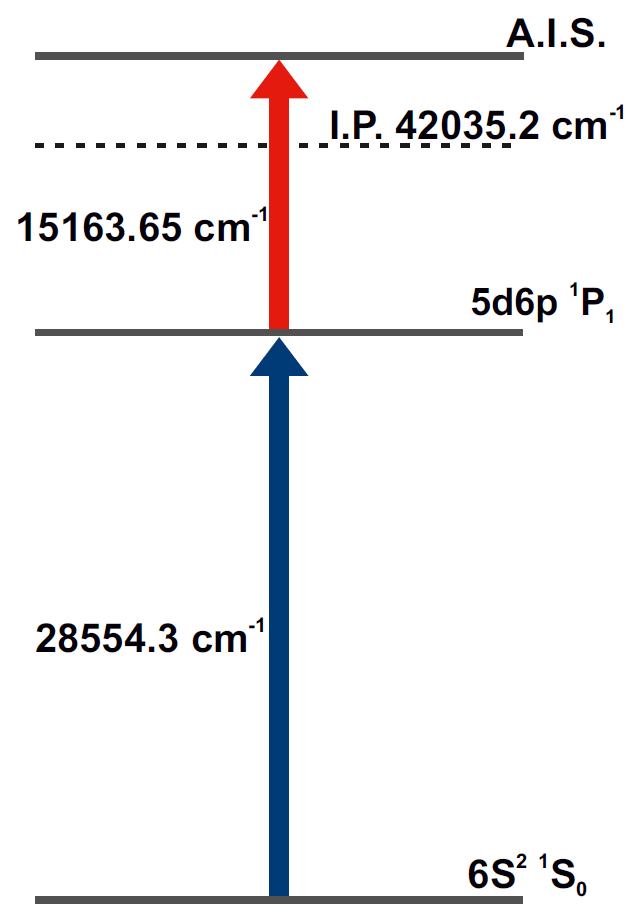 A.I.S.
I.P. 42035.2 cm⁻¹
15163.65 cm⁻¹
5d6p ¹P₁
28554.3 cm⁻¹
6S² ¹S₀